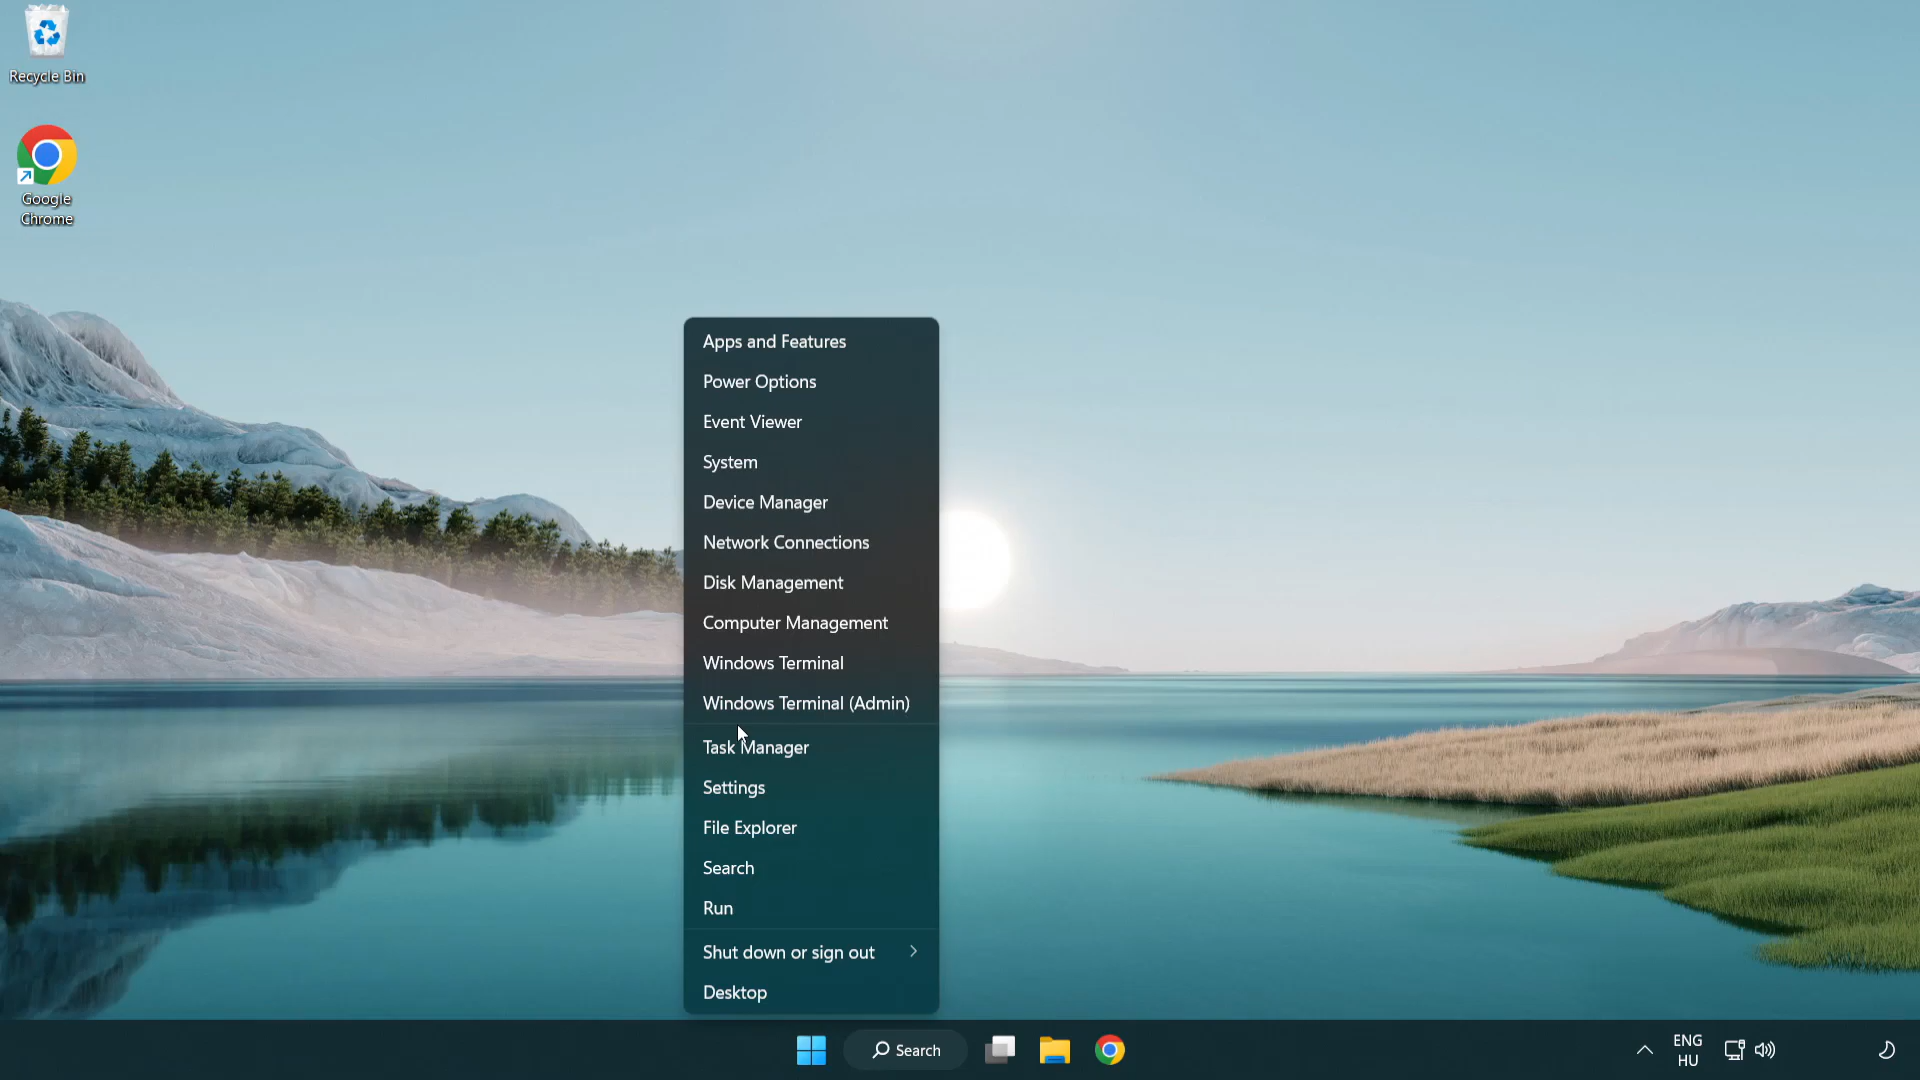 Recycle Bin
Google
Chrome
Apps and Features
Power Options
Event Viewer
System
Device Manager
Network Connections
Disk Management
Computer Management
Windows Terminal
Windows Terminal (Admin)
Task Manager
Settings
File Explorer
Search
Run
Shut down or sign out
Desktop
Search
ENG
HU